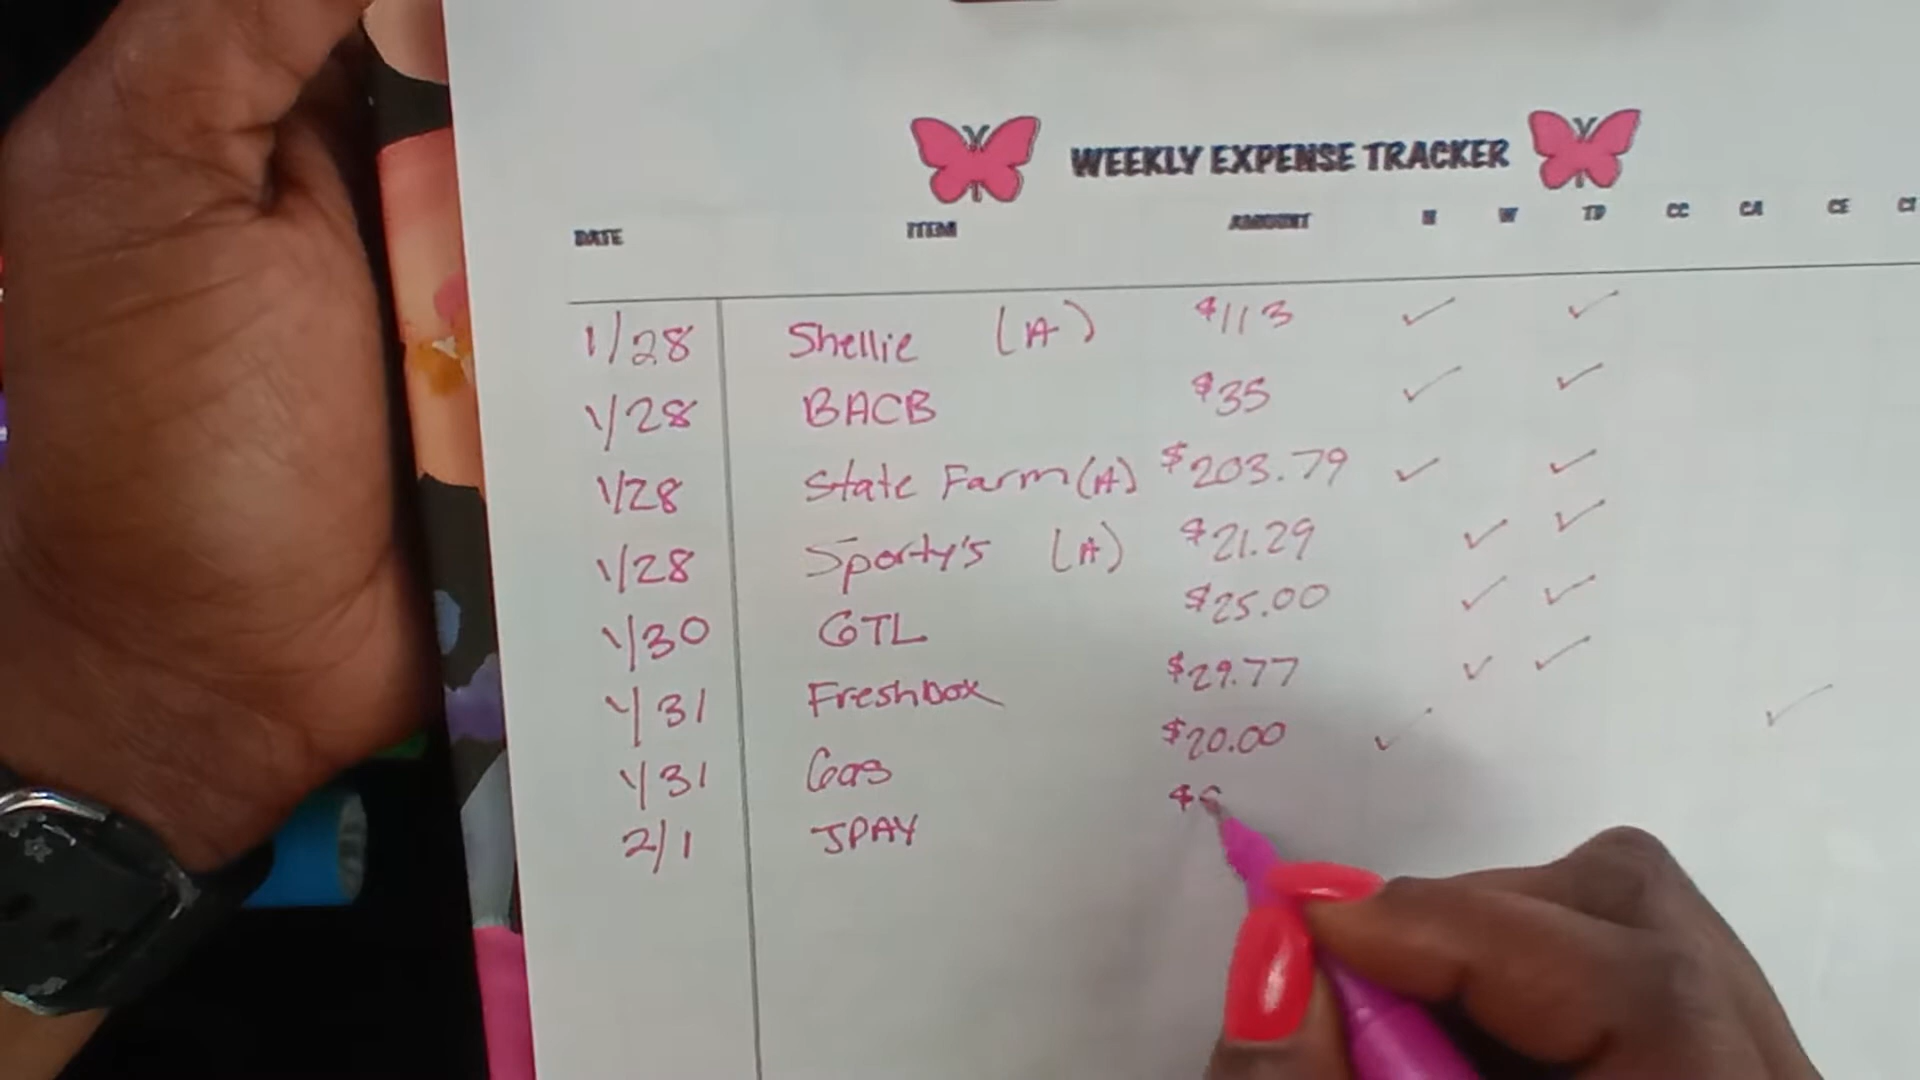 WEEKLY EXPENSE TRACKER
DATE ITEM AMOUNT N W TD CC CA CE
1/28 Shellie (A) $113 ✓ ✓
1/28 BACB $35 ✓ ✓
1/28 State Farm (A) $203.79 ✓ ✓
1/28 Sporty's (A) $21.29 ✓ ✓
1/30 GTL $25.00 ✓ ✓
1/31 Freshbox $29.77 ✓ ✓
1/31 Gas $20.00 ✓ ✓
2/1 JPAY $